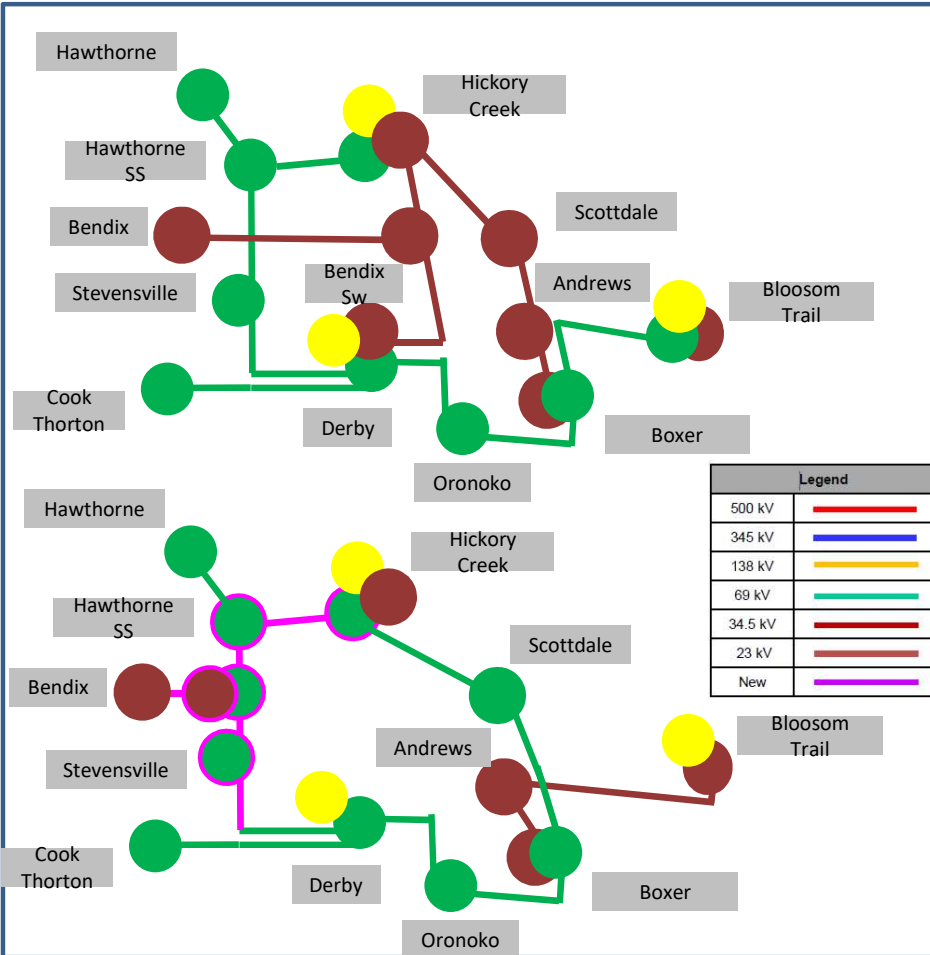 Hawthorne
Hickory
Creek
Hawthorne
SS
Scottdale
Bendix
Andrews
Stevensville
Bendix
Sw
Bloosom
Trail
Cook
Thorton
Derby
Boxer
Oronoko
Legend
500 kV
345 kV
138 kV
69 kV
34.5 kV
23 kV
New
Hawthorne
Hickory
Creek
Hawthorne
SS
Scottdale
Bendix
Bloosom
Trail
Andrews
Stevensville
Cook
Thorton
Derby
Boxer
Oronoko